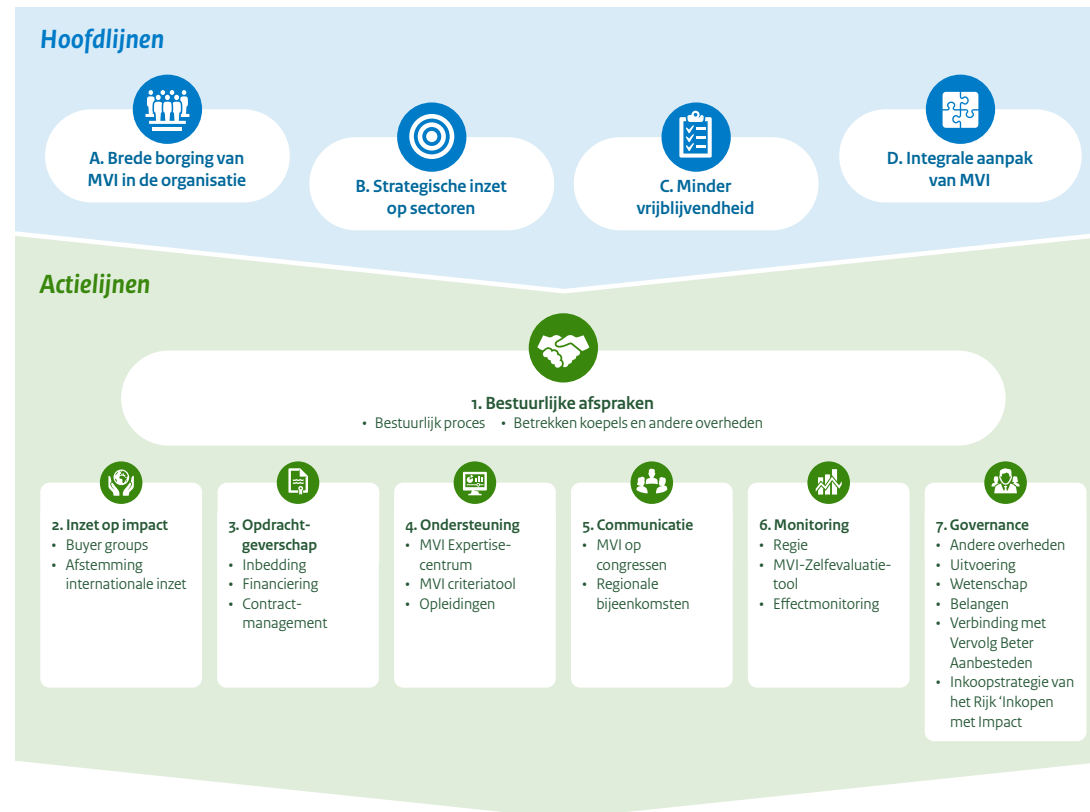 Hoofdlijnen
A. Brede borging van
MVI in de organisatie
B. Strategische inzet
op sectoren
C. Minder
vrijblijvendheid
D. Integrale aanpak
van MVI
Actielijnen
1. Bestuurlijke afspraken
• Bestuurlijk proces • Betrekken koepels en andere overheden
2. Inzet op impact
• Buyer groups
• Afstemming
internationale inzet
3. Opdracht-
geverschap
• Inbedding
• Financiering
• Contract-
management
4. Ondersteuning
• MVI Expertise-
centrum
• MVI criteriatool
• Opleidingen
5. Communicatie
• MVI op
congressen
• Regionale
bijeenkomsten
6. Monitoring
• Regie
• MVI-Zelfevaluatie-
tool
• Effectmonitoring
7. Governance
• Andere overheden
• Uitvoering
• Wetenschap
• Belangen
• Verbinding met
Vervolg Beter
Aanbesteden
• Inkoopstrategie van
het Rijk ‘Inkopen
met Impact